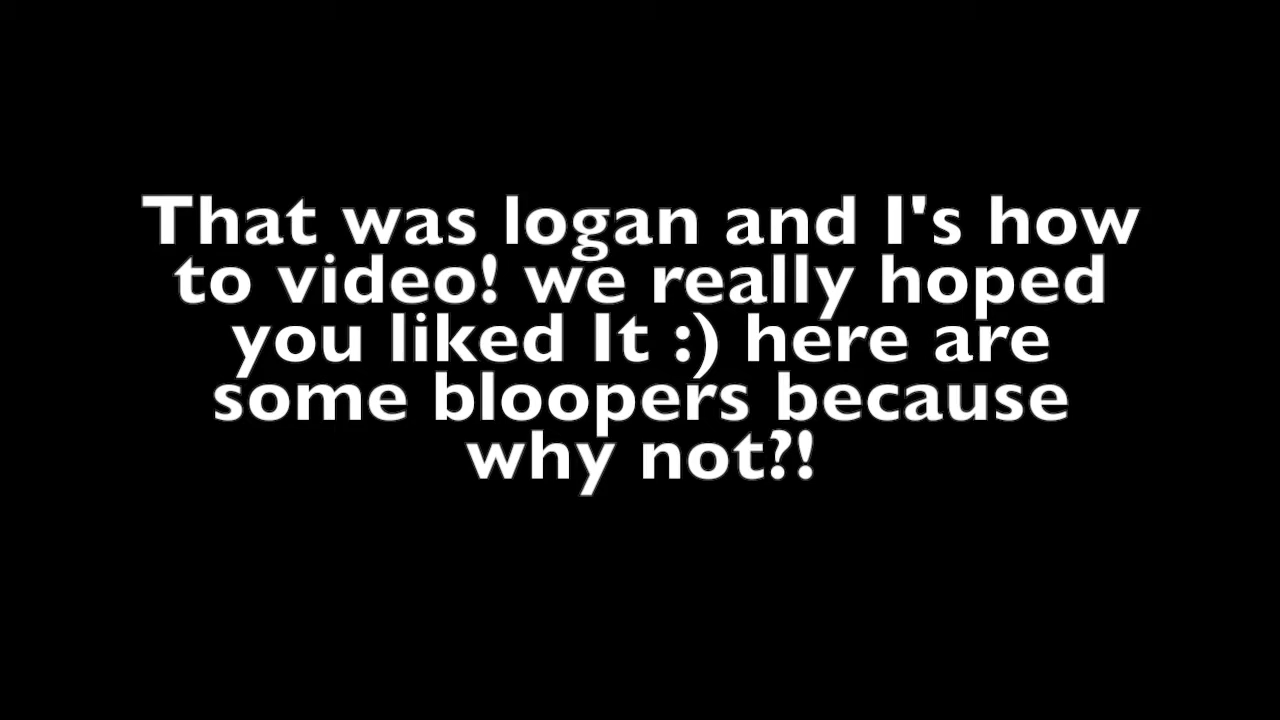 That was logan and I's how
to video! we really hoped
you liked It :) here are
some bloopers because
why not?!